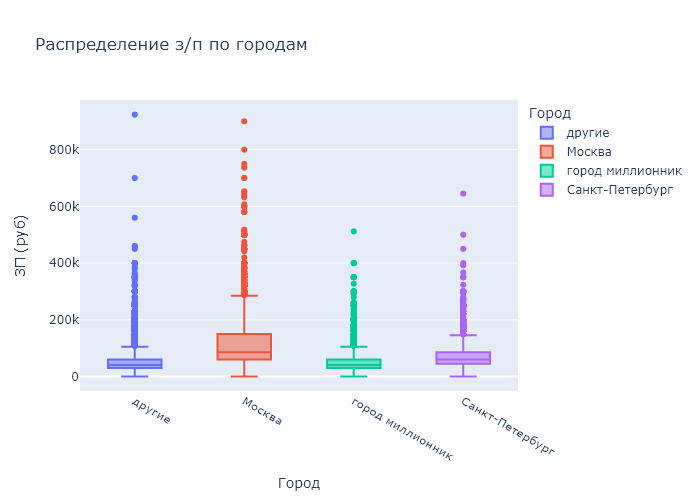 Распределение з/п по городам
ЗП (руб)
800k
600k
400k
200k
0
другие
Москва
город миллионник
Санкт-Петербург
Город
Город
другие
Москва
город миллионник
Санкт-Петербург